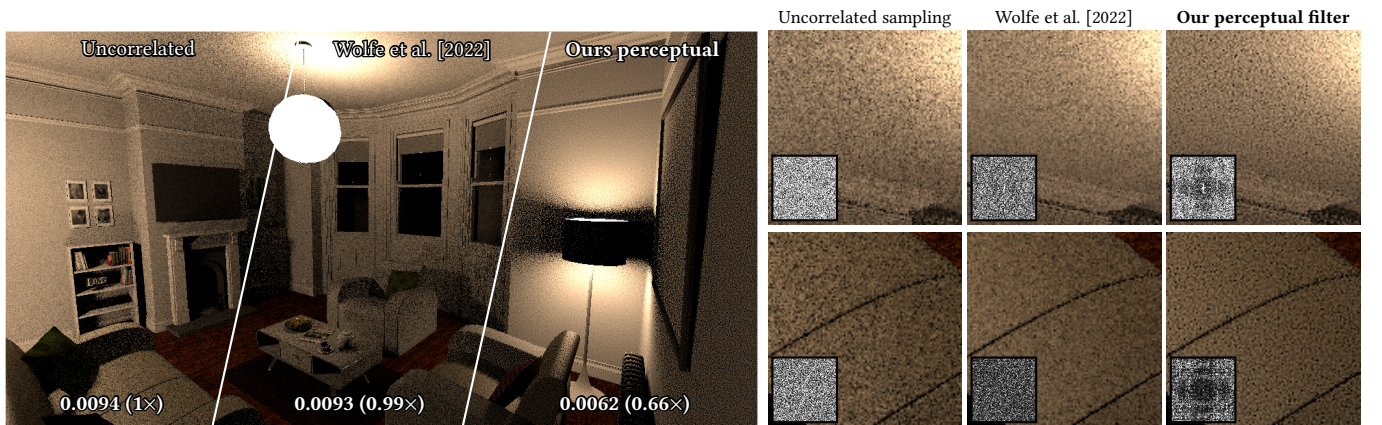 Uncorrelated
Wolfe et al. [2022]
Ours perceptual
0.0094 (1×)
0.0093 (0.99×)
0.0062 (0.66×)
Uncorrelated sampling
Wolfe et al. [2022]
Our perceptual filter